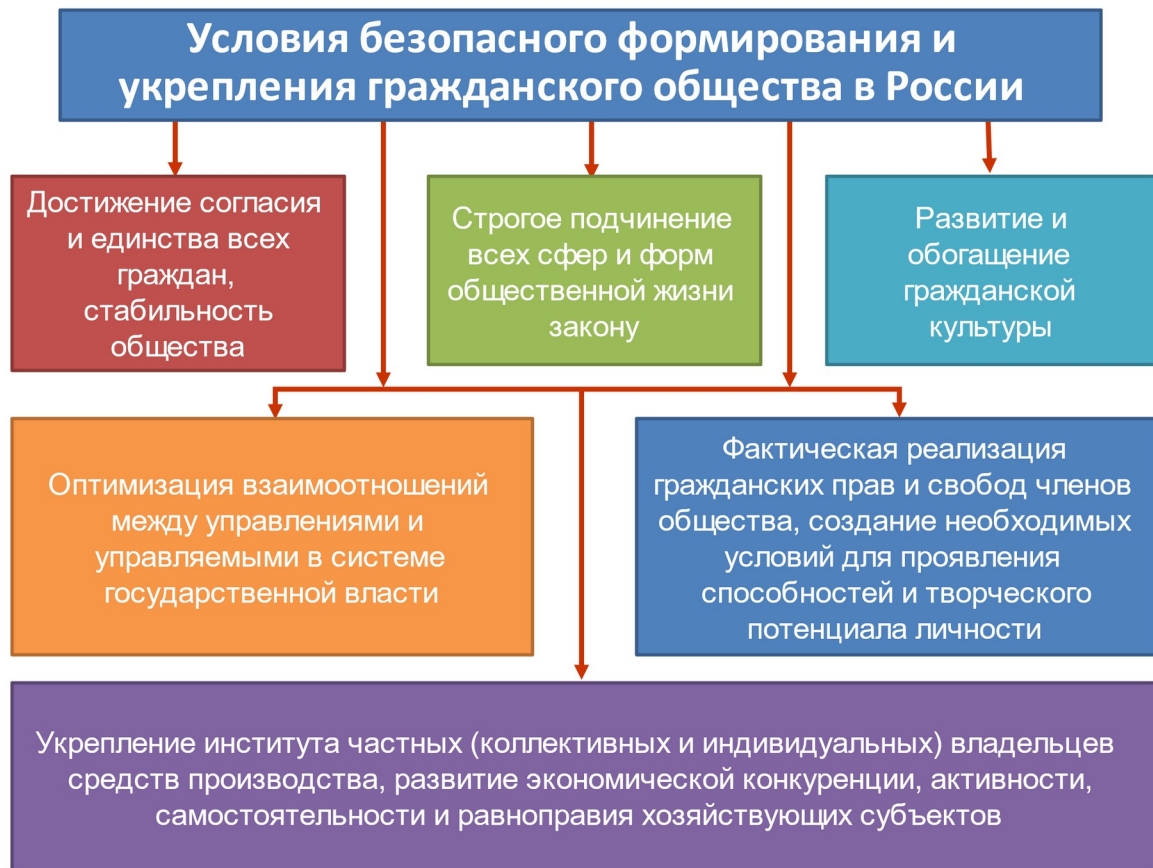 Условия безопасного формирования и
укрепления гражданского общества в России
Достижение согласия
и единства всех
граждан,
стабильность
общества
Строгое подчинение
всех сфер и форм
общественной жизни
закону
Развитие и
обогащение
гражданской
культуры
Оптимизация взаимоотношений
между управлениями и
управляемыми в системе
государственной власти
Фактическая реализация
гражданских прав и свобод членов
общества, создание необходимых
условий для проявления
способностей и творческого
потенциала личности
Укрепление института частных (коллективных и индивидуальных) владельцев
средств производства, развитие экономической конкуренции, активности,
самостоятельности и равноправия хозяйствующих субъектов